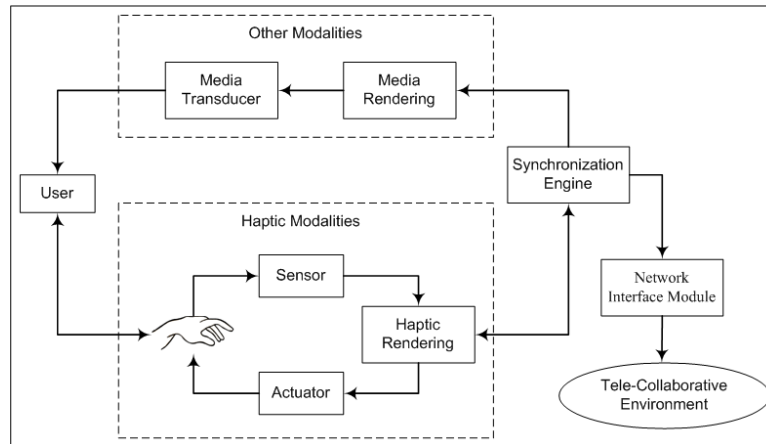 Other Modalities
Media
Transducer
Media
Rendering
Synchronization
Engine
User
Haptic Modalities
Sensor
Network
Interface Module
Haptic
Rendering
Actuator
Tele-Collaborative
Environment